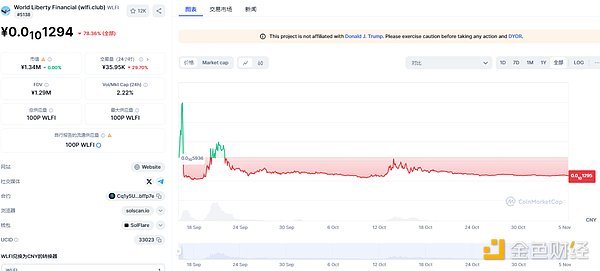 World Liberty Financial (wlfi.club) WLFI
#5138
12K
¥0.0₁₀1294 78.36% (全部)
市值
¥1.34M 0.00%
交易量 (24小时)
¥35.95K 29.70%
FDV
¥1.29M
Vol/Mkt Cap (24h)
2.22%
总供应量
100P WLFI
最大供应量
100P WLFI
自行报告的流通供应量
100P WLFI
网站
Website
社交媒体
合约
Cq1y5U...bffp7e
浏览器
solscan.io
钱包
SolFlare
UCID
33023
WLFI兑换为CNY的转换器
WLFI
1
图表 交易市场 新闻
This project is not affiliated with Donald J. Trump. Please exercise caution before taking any action and DYOR.
价格 Market cap
对比
1D 7D 1M 1Y 全部 LOG
CoinMarketCap
CNY
18 Sep 24 Sep 30 Sep 6 Oct 12 Oct 18 Oct 24 Oct 30 Oct 5 Nov
18 Sep 24 Sep 30 Sep 6 Oct 12 Oct 18 Oct 24 Oct 30 Oct 5 Nov
金色财经